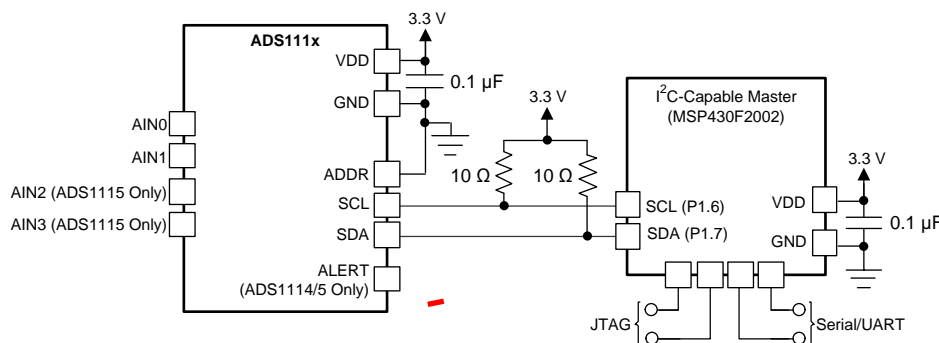 3.3 V
ADS111x
VDD
0.1 µF
GND
3.3 V
I²C-Capable Master
(MSP430F2002)
AIN0
AIN1
AIN2 (ADS1115 Only)
AIN3 (ADS1115 Only)
ADDR
SCL
SDA
ALERT
(ADS1114/5 Only)
10 Ω
10 Ω
3.3 V
SCL (P1.6)
SDA (P1.7)
VDD
0.1 µF
GND
JTAG
Serial/UART